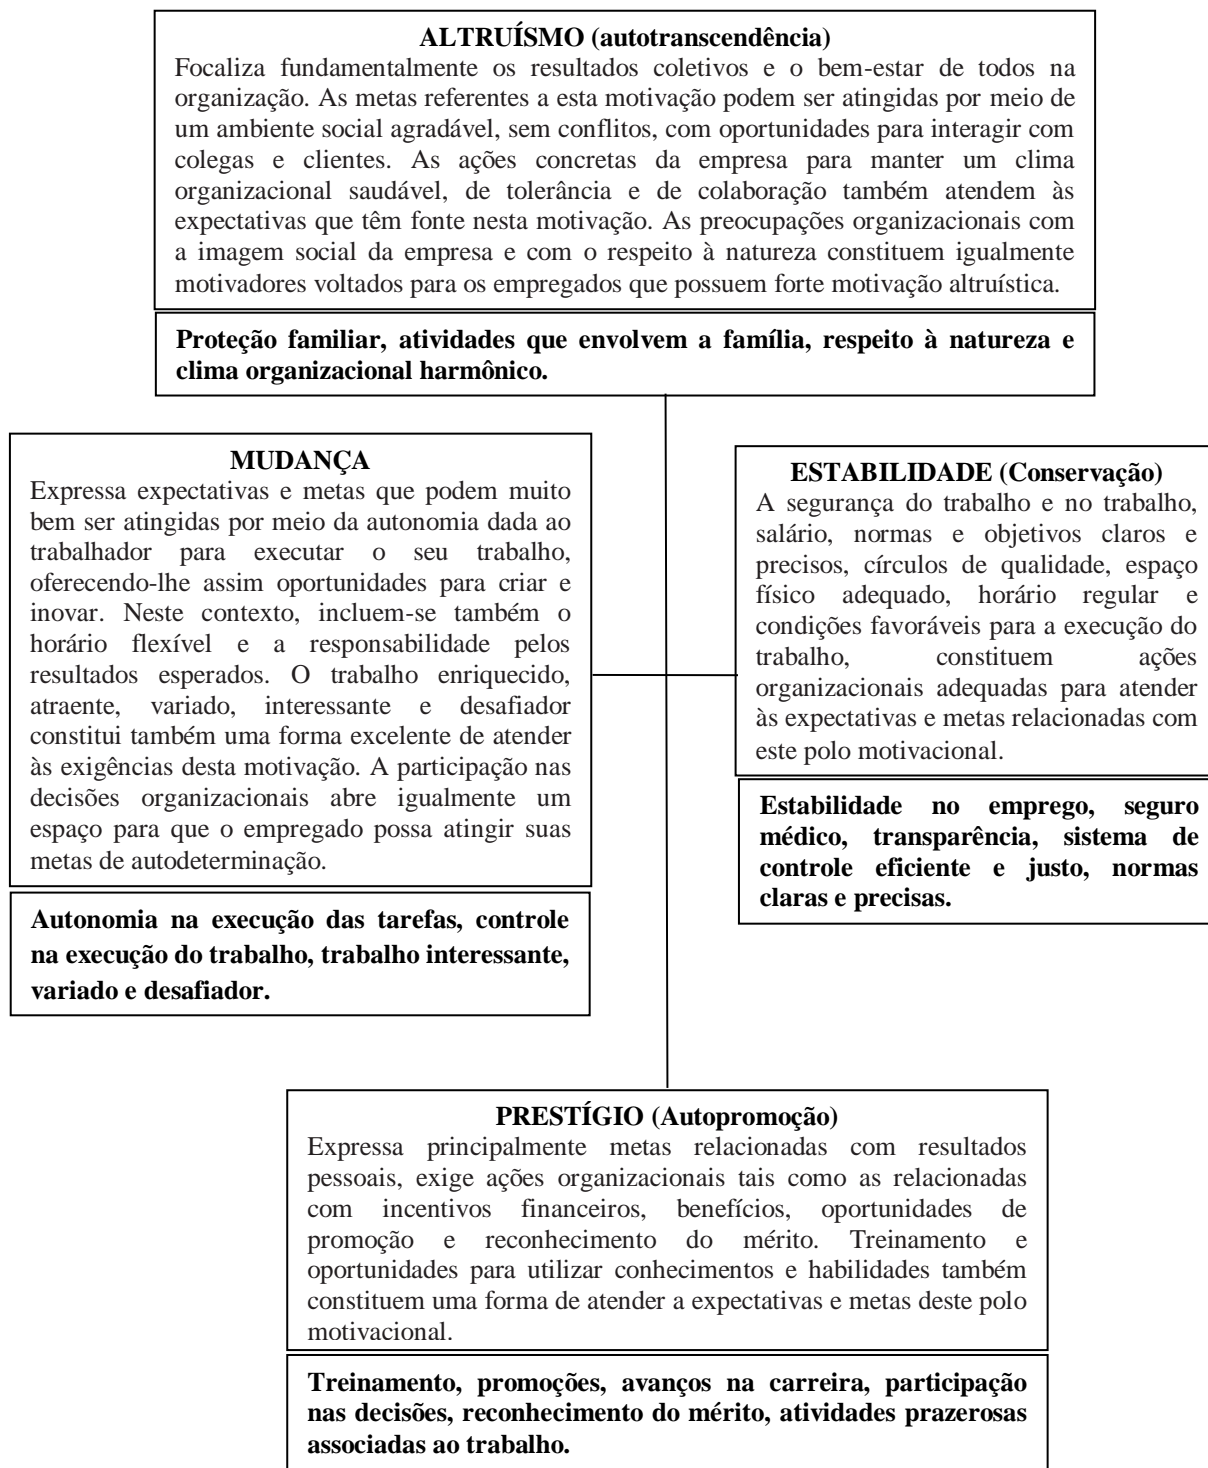 ALTRUÍSMO (autotranscendência)
Focaliza fundamentalmente os resultados coletivos e o bem-estar de todos na
organização. As metas referentes a esta motivação podem ser atingidas por meio de
um ambiente social agradável, sem conflitos, com oportunidades para interagir com
colegas e clientes. As ações concretas da empresa para manter um clima
organizacional saudável, de tolerância e de colaboração também atendem às
expectativas que têm fonte nesta motivação. As preocupações organizacionais com
a imagem social da empresa e com o respeito à natureza constituem igualmente
motivadores voltados para os empregados que possuem forte motivação altruística.
Proteção familiar, atividades que envolvem a família, respeito à natureza e
clima organizacional harmônico.
MUDANÇA
Expressa expectativas e metas que podem muito
bem ser atingidas por meio da autonomia dada ao
trabalhador para executar o seu trabalho,
oferecendo-lhe assim oportunidades para criar e
inovar. Neste contexto, incluem-se também o
horário flexível e a responsabilidade pelos
resultados esperados. O trabalho enriquecido,
atraente, variado, interessante e desafiador
constitui também uma forma excelente de atender
às exigências desta motivação. A participação nas
decisões organizacionais abre igualmente um
espaço para que o empregado possa atingir suas
metas de autodeterminação.
Autonomia na execução das tarefas, controle
na execução do trabalho, trabalho interessante,
variado e desafiador.
ESTABILIDADE (Conservação)
A segurança do trabalho e no trabalho,
salário, normas e objetivos claros e
precisos, círculos de qualidade, espaço
físico adequado, horário regular e
condições favoráveis para a execução do
trabalho, constituem ações
organizacionais adequadas para atender
às expectativas e metas relacionadas com
este polo motivacional.
Estabilidade no emprego, seguro
médico, transparência, sistema de
controle eficiente e justo, normas
claras e precisas.
PRESTÍGIO (Autopromoção)
Expressa principalmente metas relacionadas com resultados
pessoais, exige ações organizacionais tais como as relacionadas
com incentivos financeiros, benefícios, oportunidades de
promoção e reconhecimento do mérito. Treinamento e
oportunidades para utilizar conhecimentos e habilidades também
constituem uma forma de atender a expectativas e metas deste polo
motivacional.
Treinamento, promoções, avanços na carreira, participação
nas decisões, reconhecimento do mérito, atividades prazerosas
associadas ao trabalho.